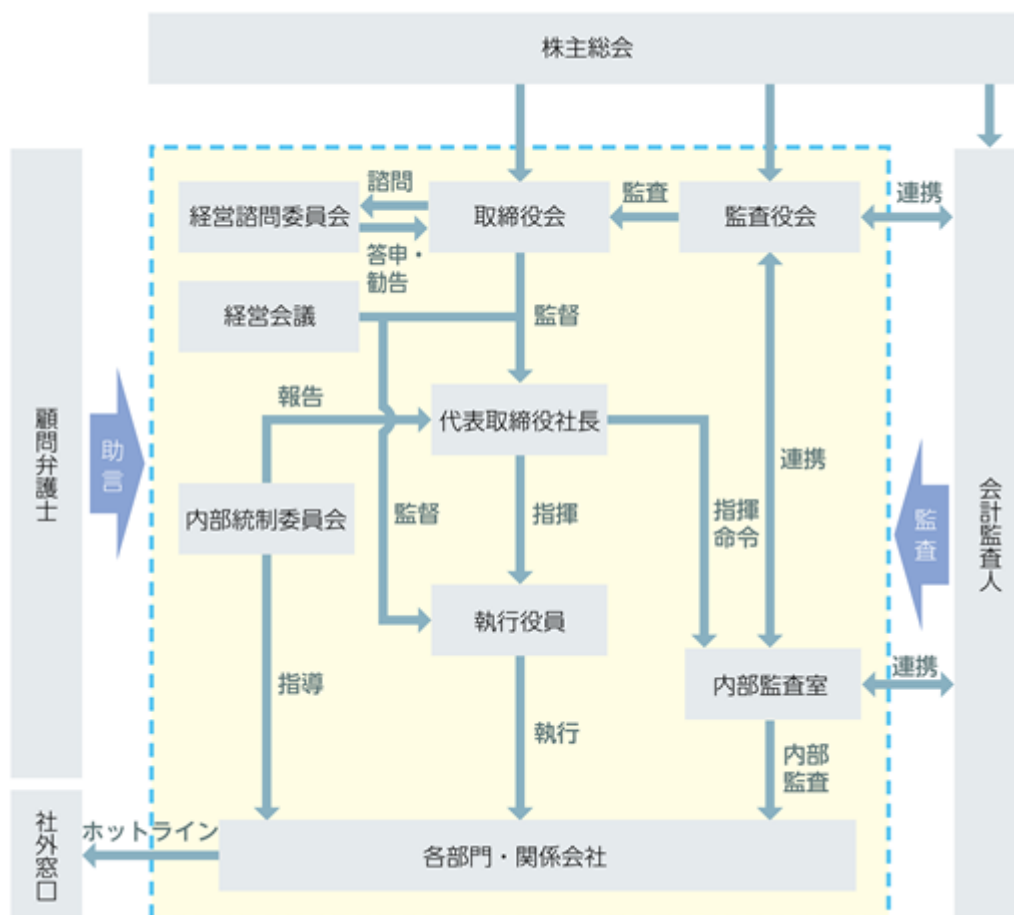 株主総会
諮問
経営諮問委員会
取締役会
監査
監査役会
連携
答申・
勧告
経営会議
監督
報告
代表取締役社長
顧問弁護士
助言
内部統制委員会
監督
指揮
指揮
命令
連携
監査
会計監査人
執行役員
指導
内部監査室
連携
執行
内部
監査
社外窓口
ホットライン
各部門・関係会社